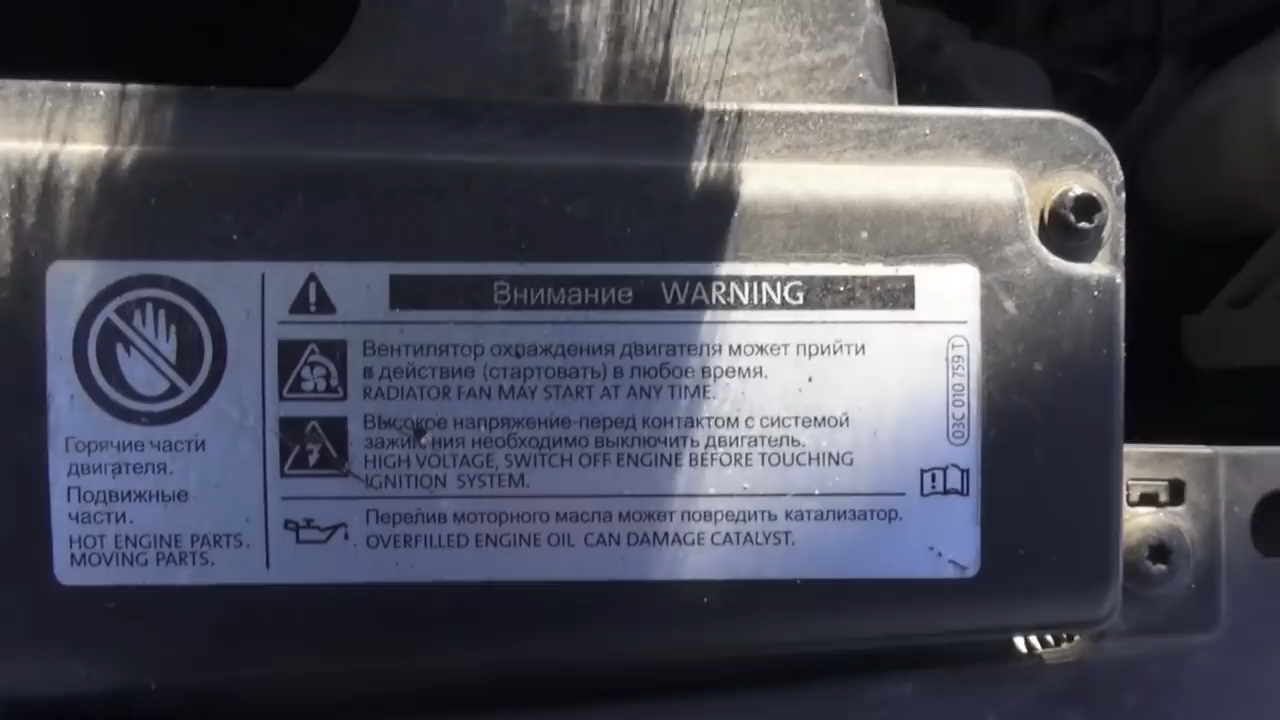 Внимание WARNING
Вентилятор охлаждения двигателя может прийти
в действие (стартовать) в любое время.
RADIATOR FAN MAY START AT ANY TIME.
Высокое напряжение-перед контактом с системой
зажигания необходимо выключить двигатель.
HIGH VOLTAGE, SWITCH OFF ENGINE BEFORE TOUCHING
IGNITION SYSTEM.
Перелив моторного масла может повредить катализатор.
OVERFILLED ENGINE OIL CAN DAMAGE CATALYST.
Горячие части
двигателя.
Подвижные
части.
HOT ENGINE PARTS.
MOVING PARTS.
03C 010 759 T